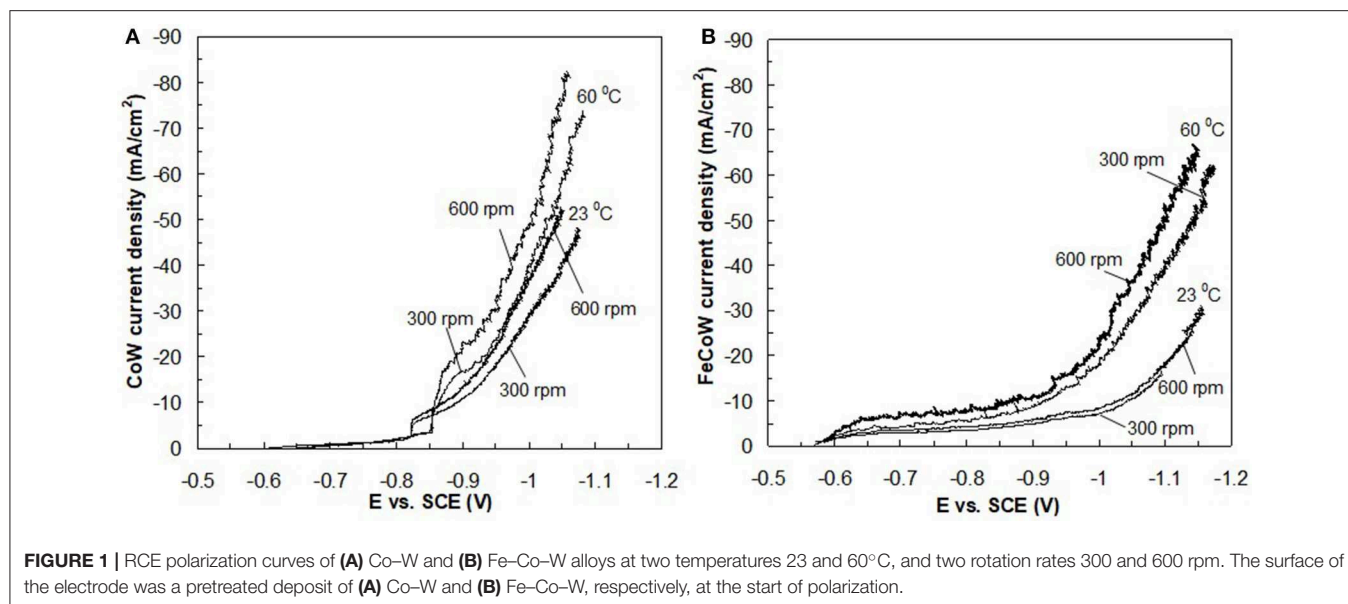 A
CoW current density (mA/cm²)
-90
-80
-70
-60
-50
-40
-30
-20
-10
0
60 ⁰C
600 rpm
23 ⁰C
600 rpm
300 rpm
300 rpm
-0.5 -0.6 -0.7 -0.8 -0.9 -1 -1.1 -1.2
E vs. SCE (V)
B
FeCoW current density (mA/cm²)
-90
-80
-70
-60
-50
-40
-30
-20
-10
0
60 ⁰C
300 rpm
600 rpm
23 ⁰C
600 rpm
300 rpm
-0.5 -0.6 -0.7 -0.8 -0.9 -1 -1.1 -1.2
E vs. SCE (V)
FIGURE 1 | RCE polarization curves of (A) Co–W and (B) Fe–Co–W alloys at two temperatures 23 and 60°C, and two rotation rates 300 and 600 rpm. The surface of
the electrode was a pretreated deposit of (A) Co–W and (B) Fe–Co–W, respectively, at the start of polarization.